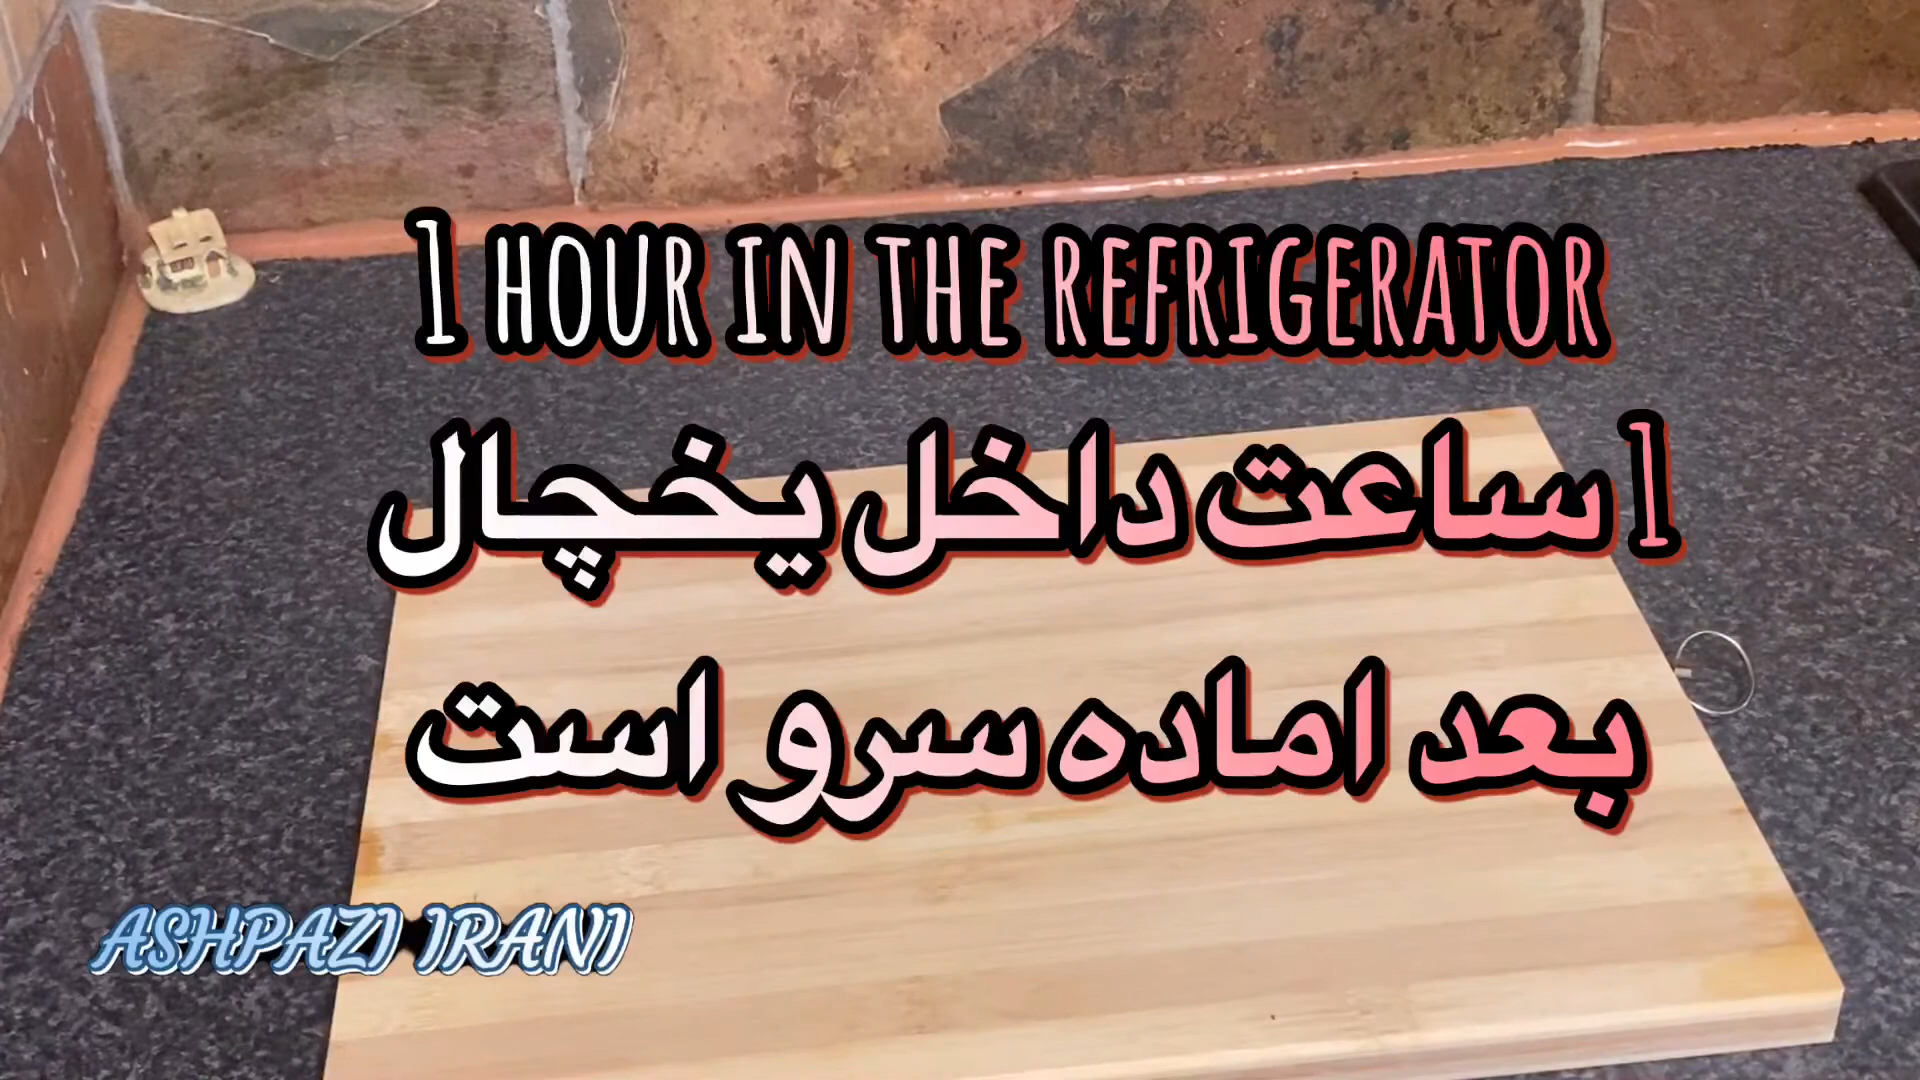 1 HOUR IN THE REFRIGERATOR
1 ساعت داخل یخچال
بعد اماده سرو است
ASHPAZI IRANI